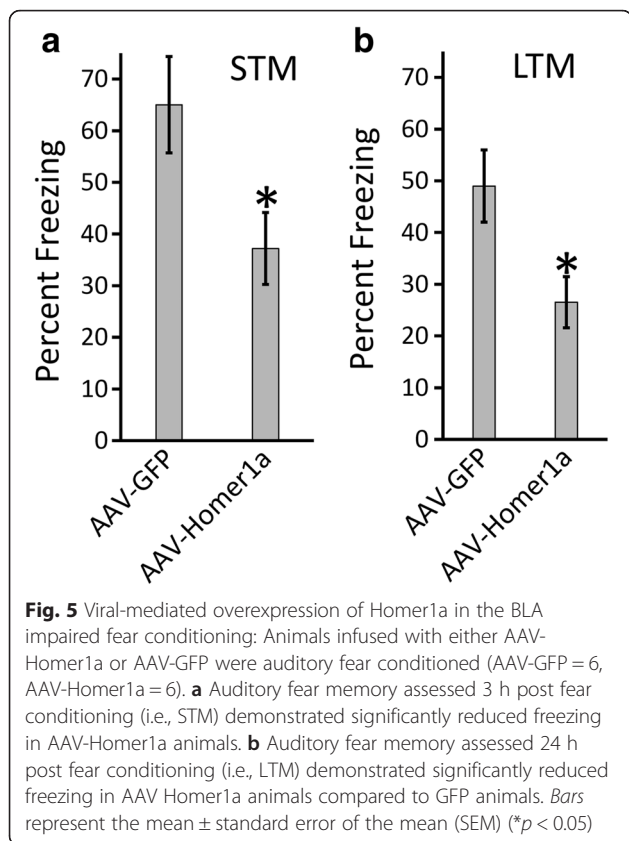 a
STM
Percent Freezing
70
60
50
40
30
20
10
0
*
AAV-GFP
AAV-Homer1a
b
LTM
Percent Freezing
70
60
50
40
30
20
10
0
*
AAV-GFP
AAV-Homer1a
Fig. 5 Viral-mediated overexpression of Homer1a in the BLA
impaired fear conditioning: Animals infused with either AAV-
Homer1a or AAV-GFP were auditory fear conditioned (AAV-GFP = 6,
AAV-Homer1a = 6). a Auditory fear memory assessed 3 h post fear
conditioning (i.e., STM) demonstrated significantly reduced freezing
in AAV-Homer1a animals. b Auditory fear memory assessed 24 h
post fear conditioning (i.e., LTM) demonstrated significantly reduced
freezing in AAV Homer1a animals compared to GFP animals. Bars
represent the mean ± standard error of the mean (SEM) (*p < 0.05)